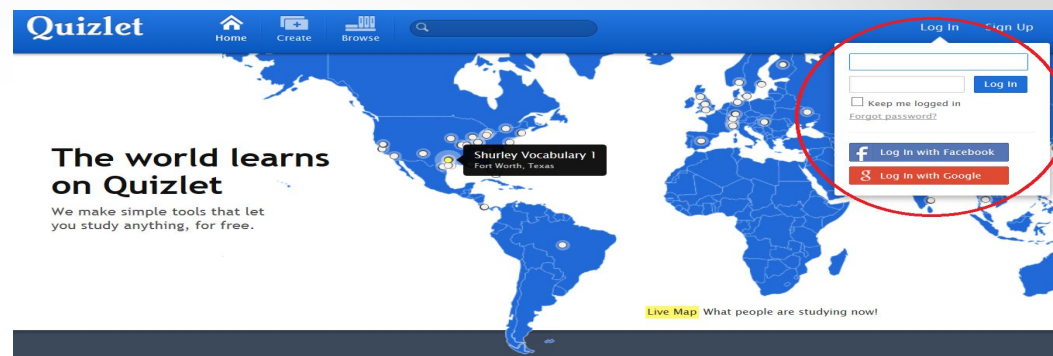 Quizlet
Home Create Browse
Log In Sign Up
Log In
Keep me logged in
Forgot password?
f Log In with Facebook
8 Log In with Google
The world learns
on Quizlet
We make simple tools that let
you study anything, for free.
Shurley Vocabulary 1
Fort Worth, Texas
Live Map What people are studying now!